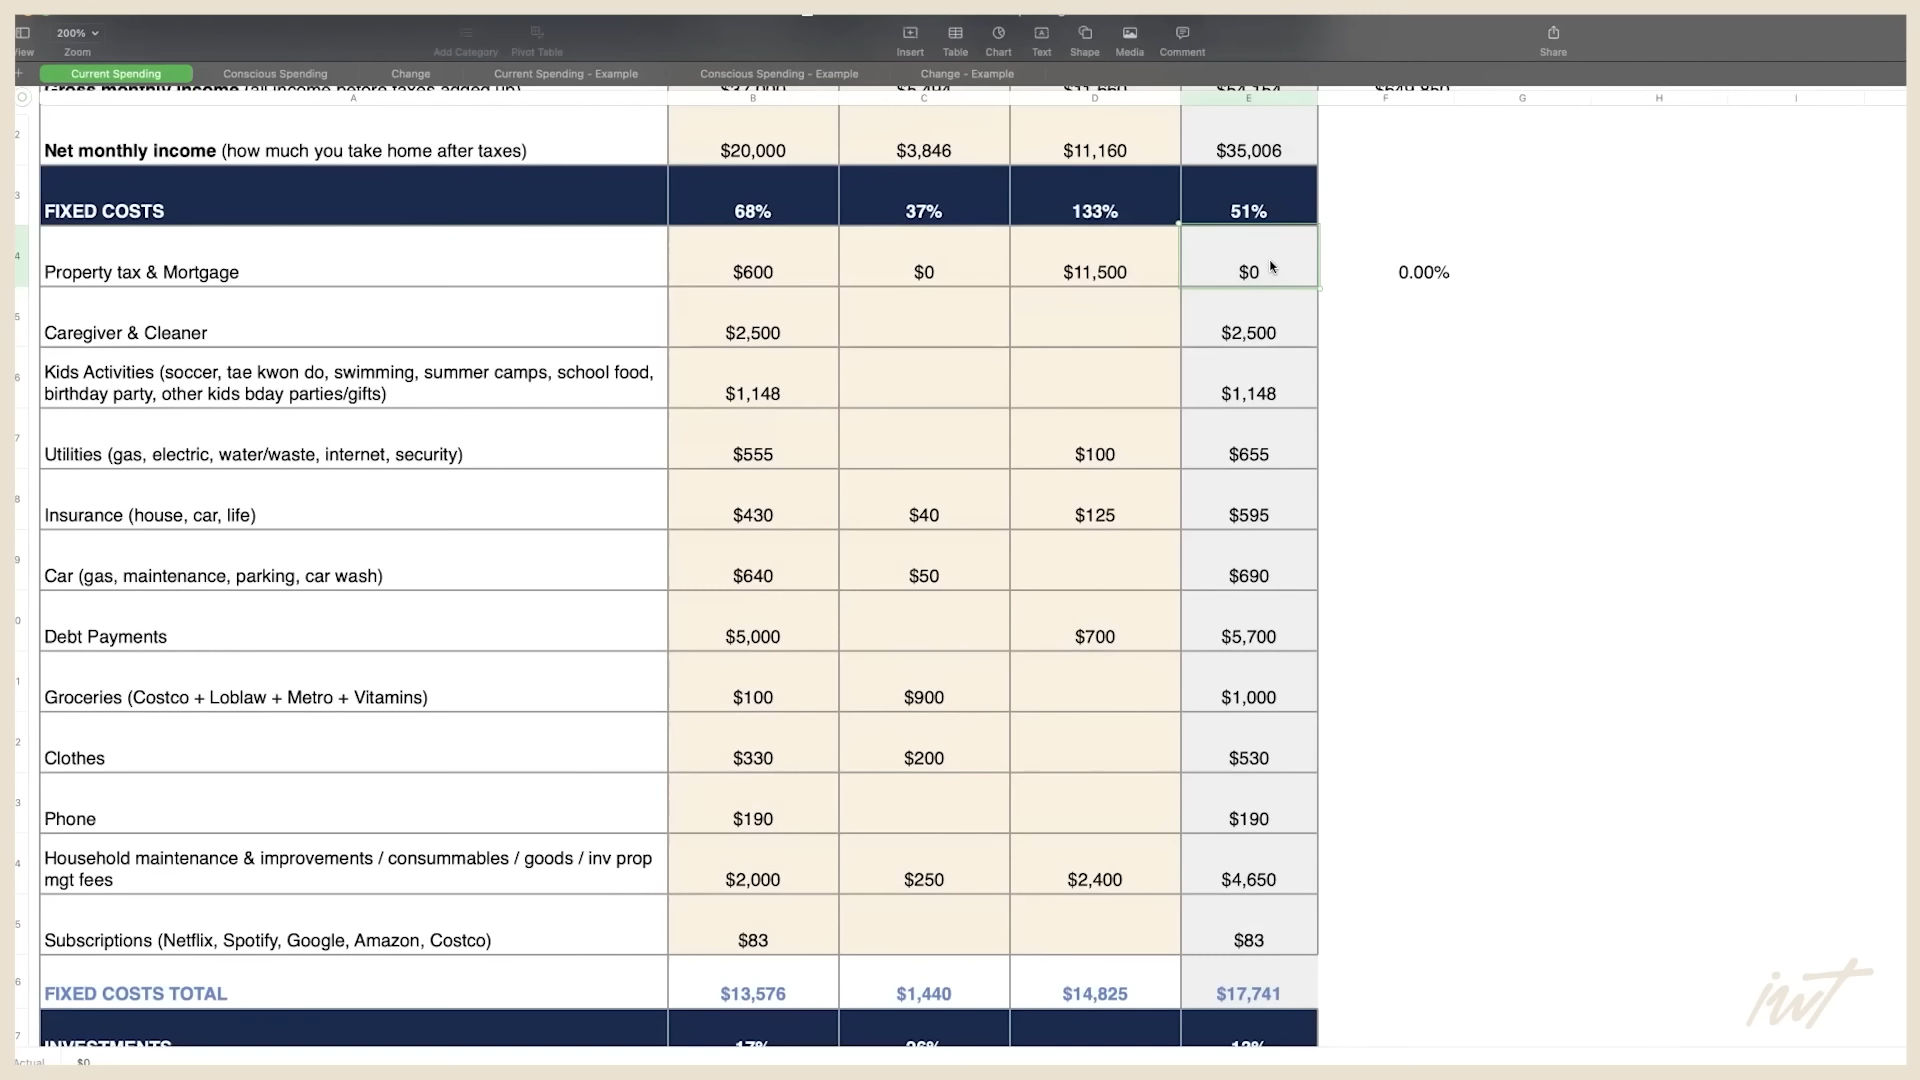 200%
Zoom
Add Category
Pivot Table
Insert
Table
Chart
Text
Shape
Media
Comment
Share
Current Spending
Conscious Spending
Change
Current Spending - Example
Conscious Spending - Example
Change - Example
A B C D E F G H I
Net monthly income (how much you take home after taxes) $20,000 $3,846 $11,160 $35,006
FIXED COSTS 68% 37% 133% 51%
Property tax & Mortgage $600 $0 $11,500 $0 0.00%
Caregiver & Cleaner $2,500 $2,500
Kids Activities (soccer, tae kwon do, swimming, summer camps, school food,
birthday party, other kids bday parties/gifts) $1,148 $1,148
Utilities (gas, electric, water/waste, internet, security) $555 $100 $655
Insurance (house, car, life) $430 $40 $125 $595
Car (gas, maintenance, parking, car wash) $640 $50 $690
Debt Payments $5,000 $700 $5,700
Groceries (Costco + Loblaw + Metro + Vitamins) $100 $900 $1,000
Clothes $330 $200 $530
Phone $190 $190
Household maintenance & improvements / consummables / goods / inv prop
mgt fees $2,000 $250 $2,400 $4,650
Subscriptions (Netflix, Spotify, Google, Amazon, Costco) $83 $83
FIXED COSTS TOTAL $13,576 $1,440 $14,825 $17,741
INVESTMENTS
iwt